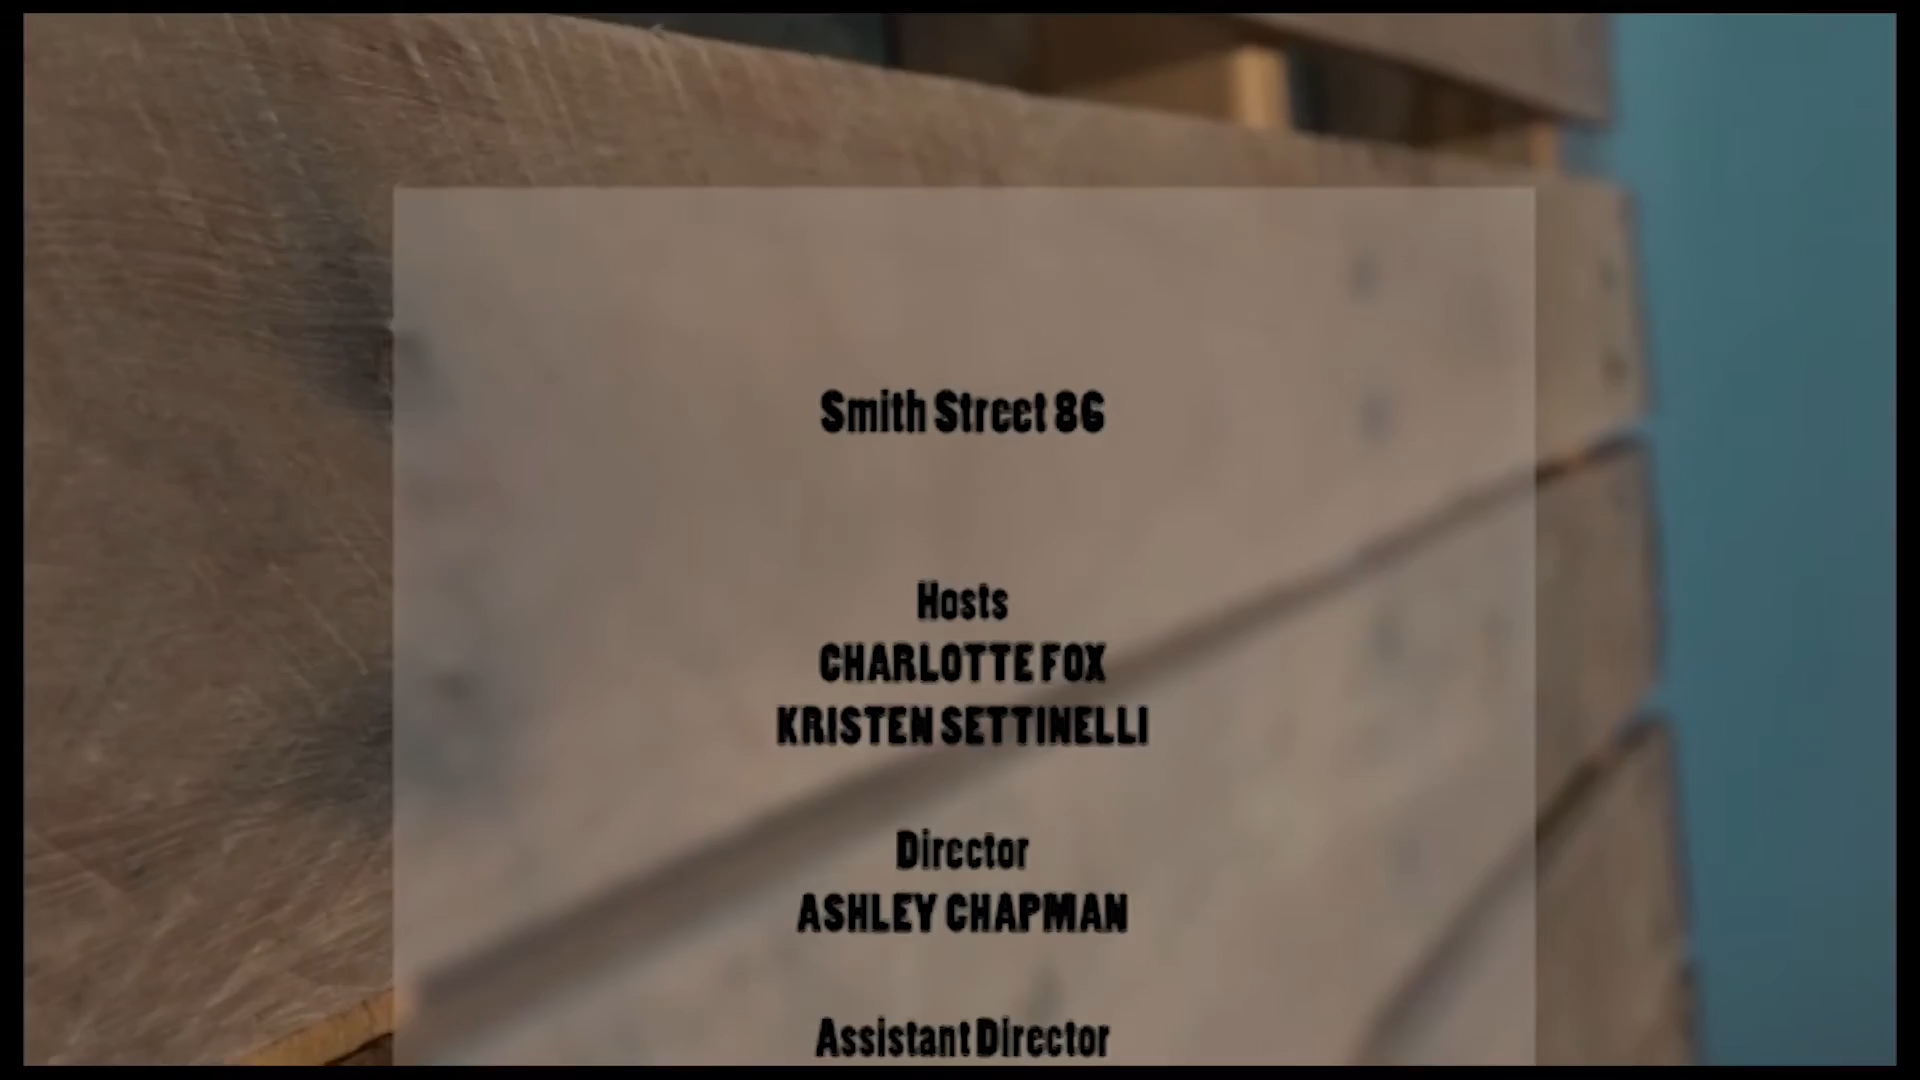 Smith Street 86
Hosts
CHARLOTTE FOX
KRISTEN SETTINELLI
Director
ASHLEY CHAPMAN
Assistant Director